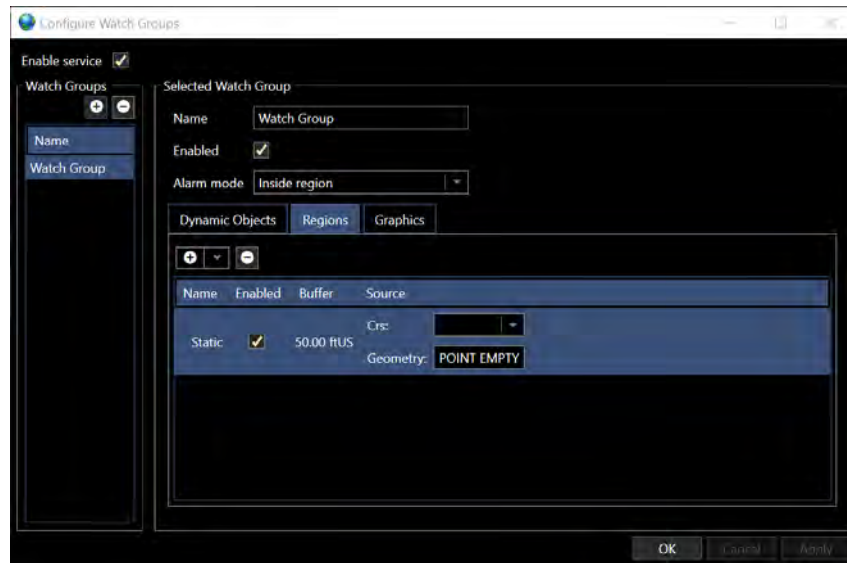 Configure Watch Groups
Enable service
Watch Groups
Selected Watch Group
Name
Watch Group
Name Watch Group
Enabled
Alarm mode Inside region
Dynamic Objects Regions Graphics
Name Enabled Buffer Source
Static 50.00 ftUS
Crs:
Geometry: POINT EMPTY
OK Cancel Apply